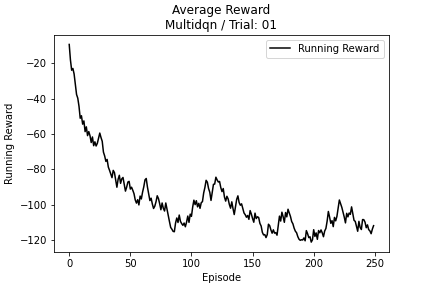 Average Reward
Multidqn / Trial: 01
Running Reward
−20
−40
−60
−80
−100
−120
Running Reward
0
50
100
150
200
250
Episode